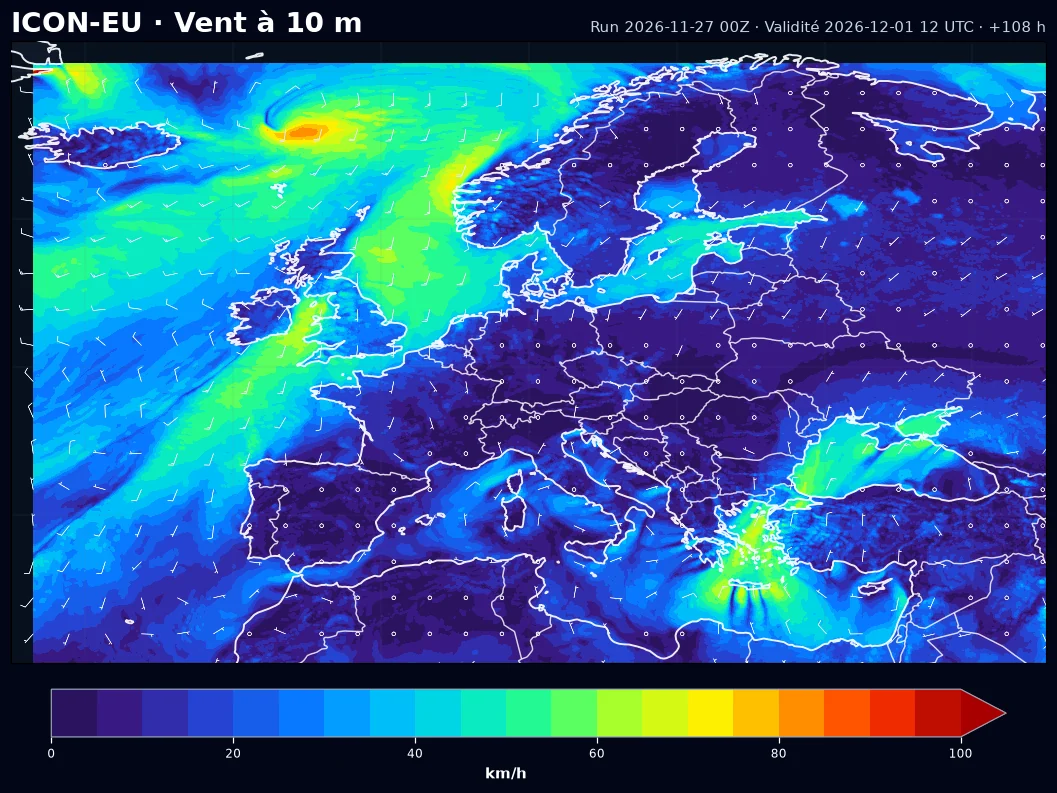 ICON-EU · Vent à 10 m
Run 2026-11-27 00Z · Validité 2026-12-01 12 UTC · +108 h
0 20 40 60 80 100
km/h